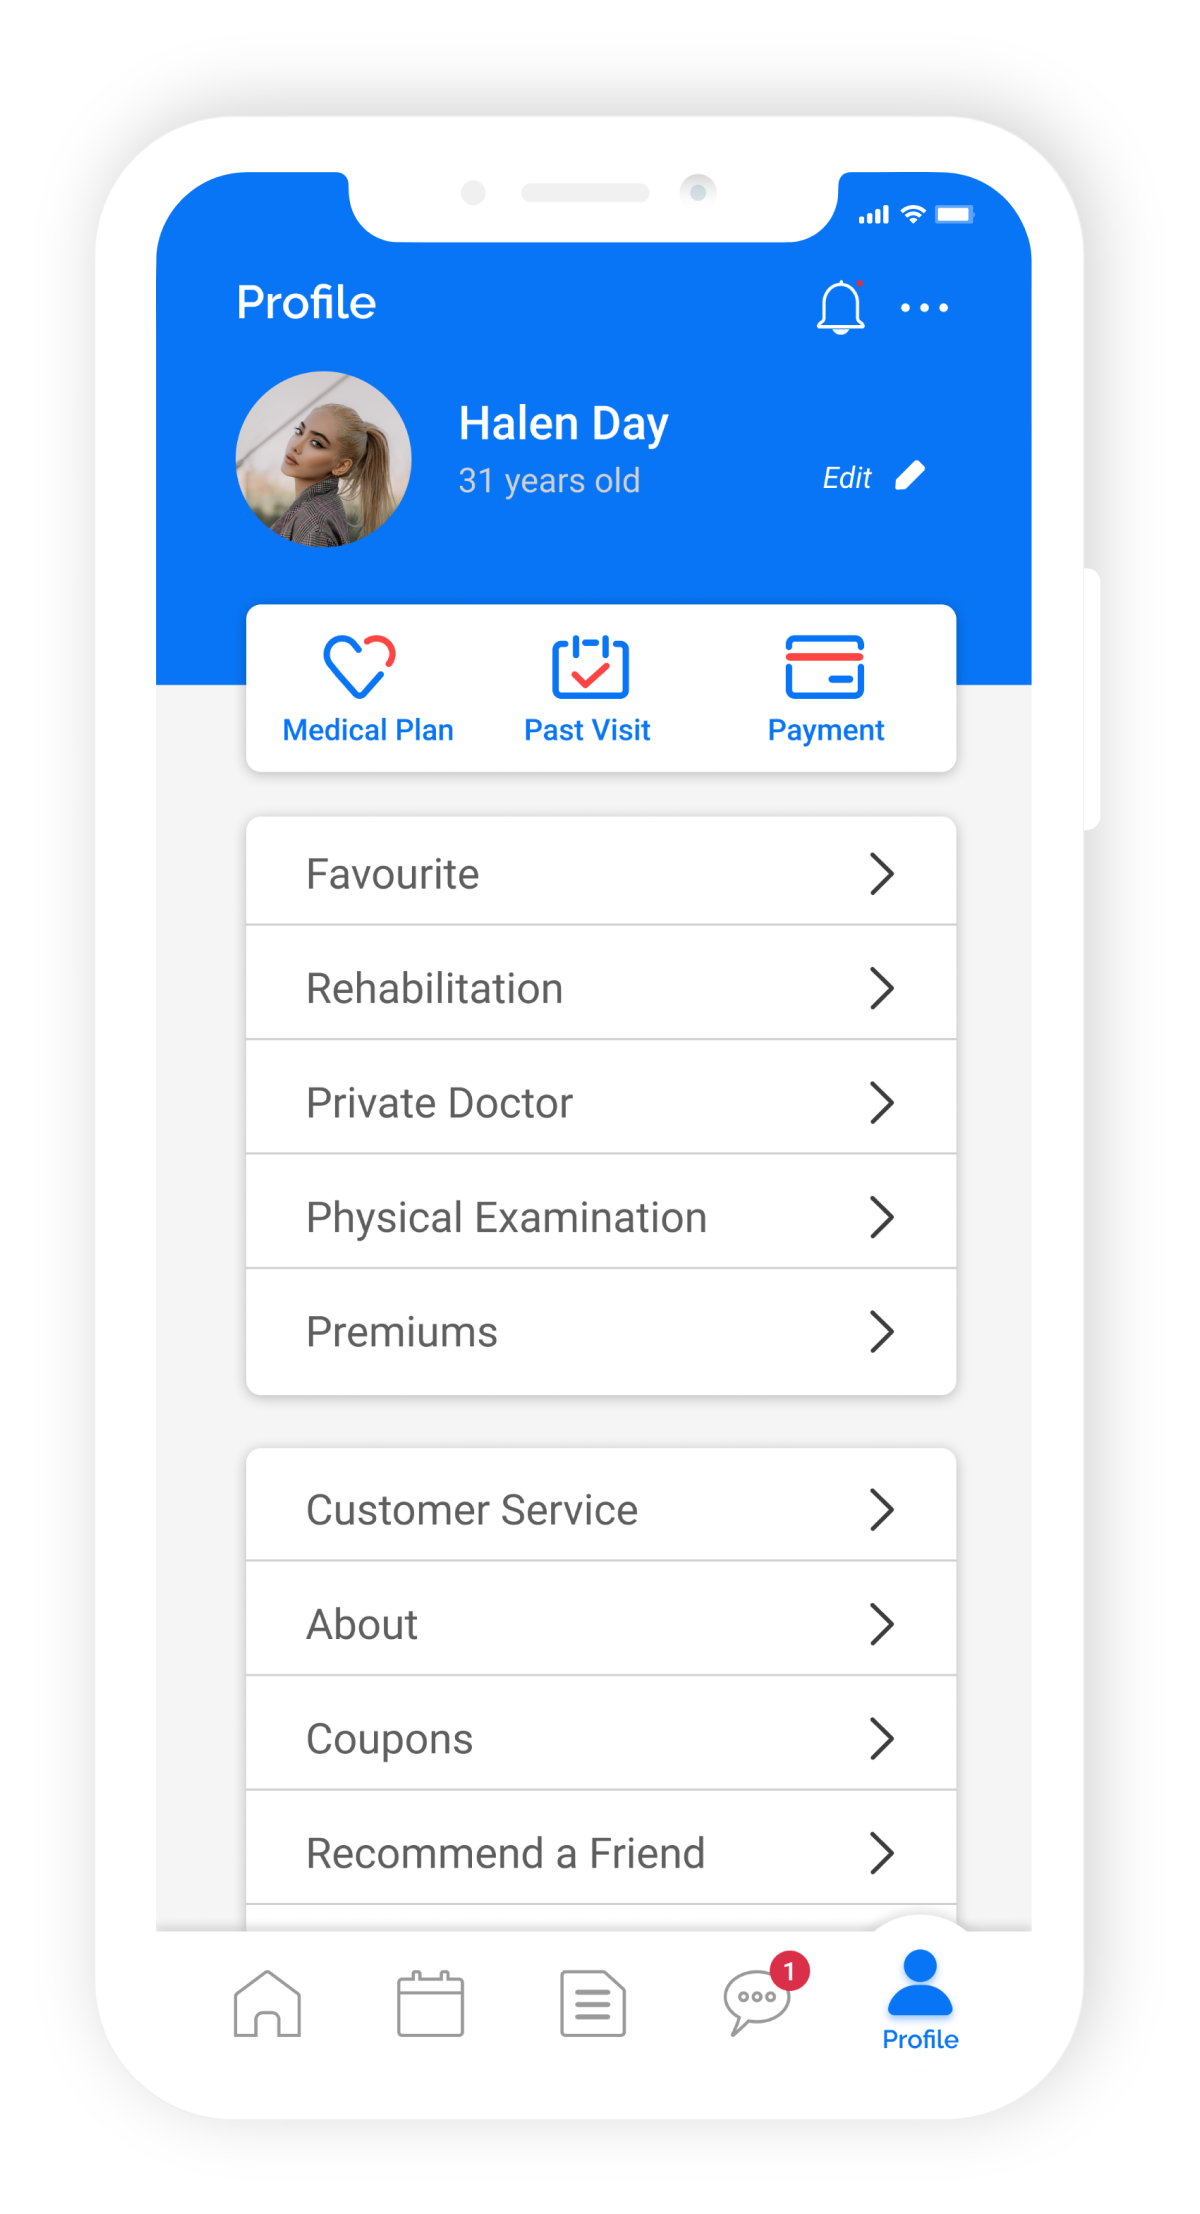 Profile
Halen Day
31 years old
Edit
Medical Plan
Past Visit
Payment
Favourite
Rehabilitation
Private Doctor
Physical Examination
Premiums
Customer Service
About
Coupons
Recommend a Friend
1
Profile